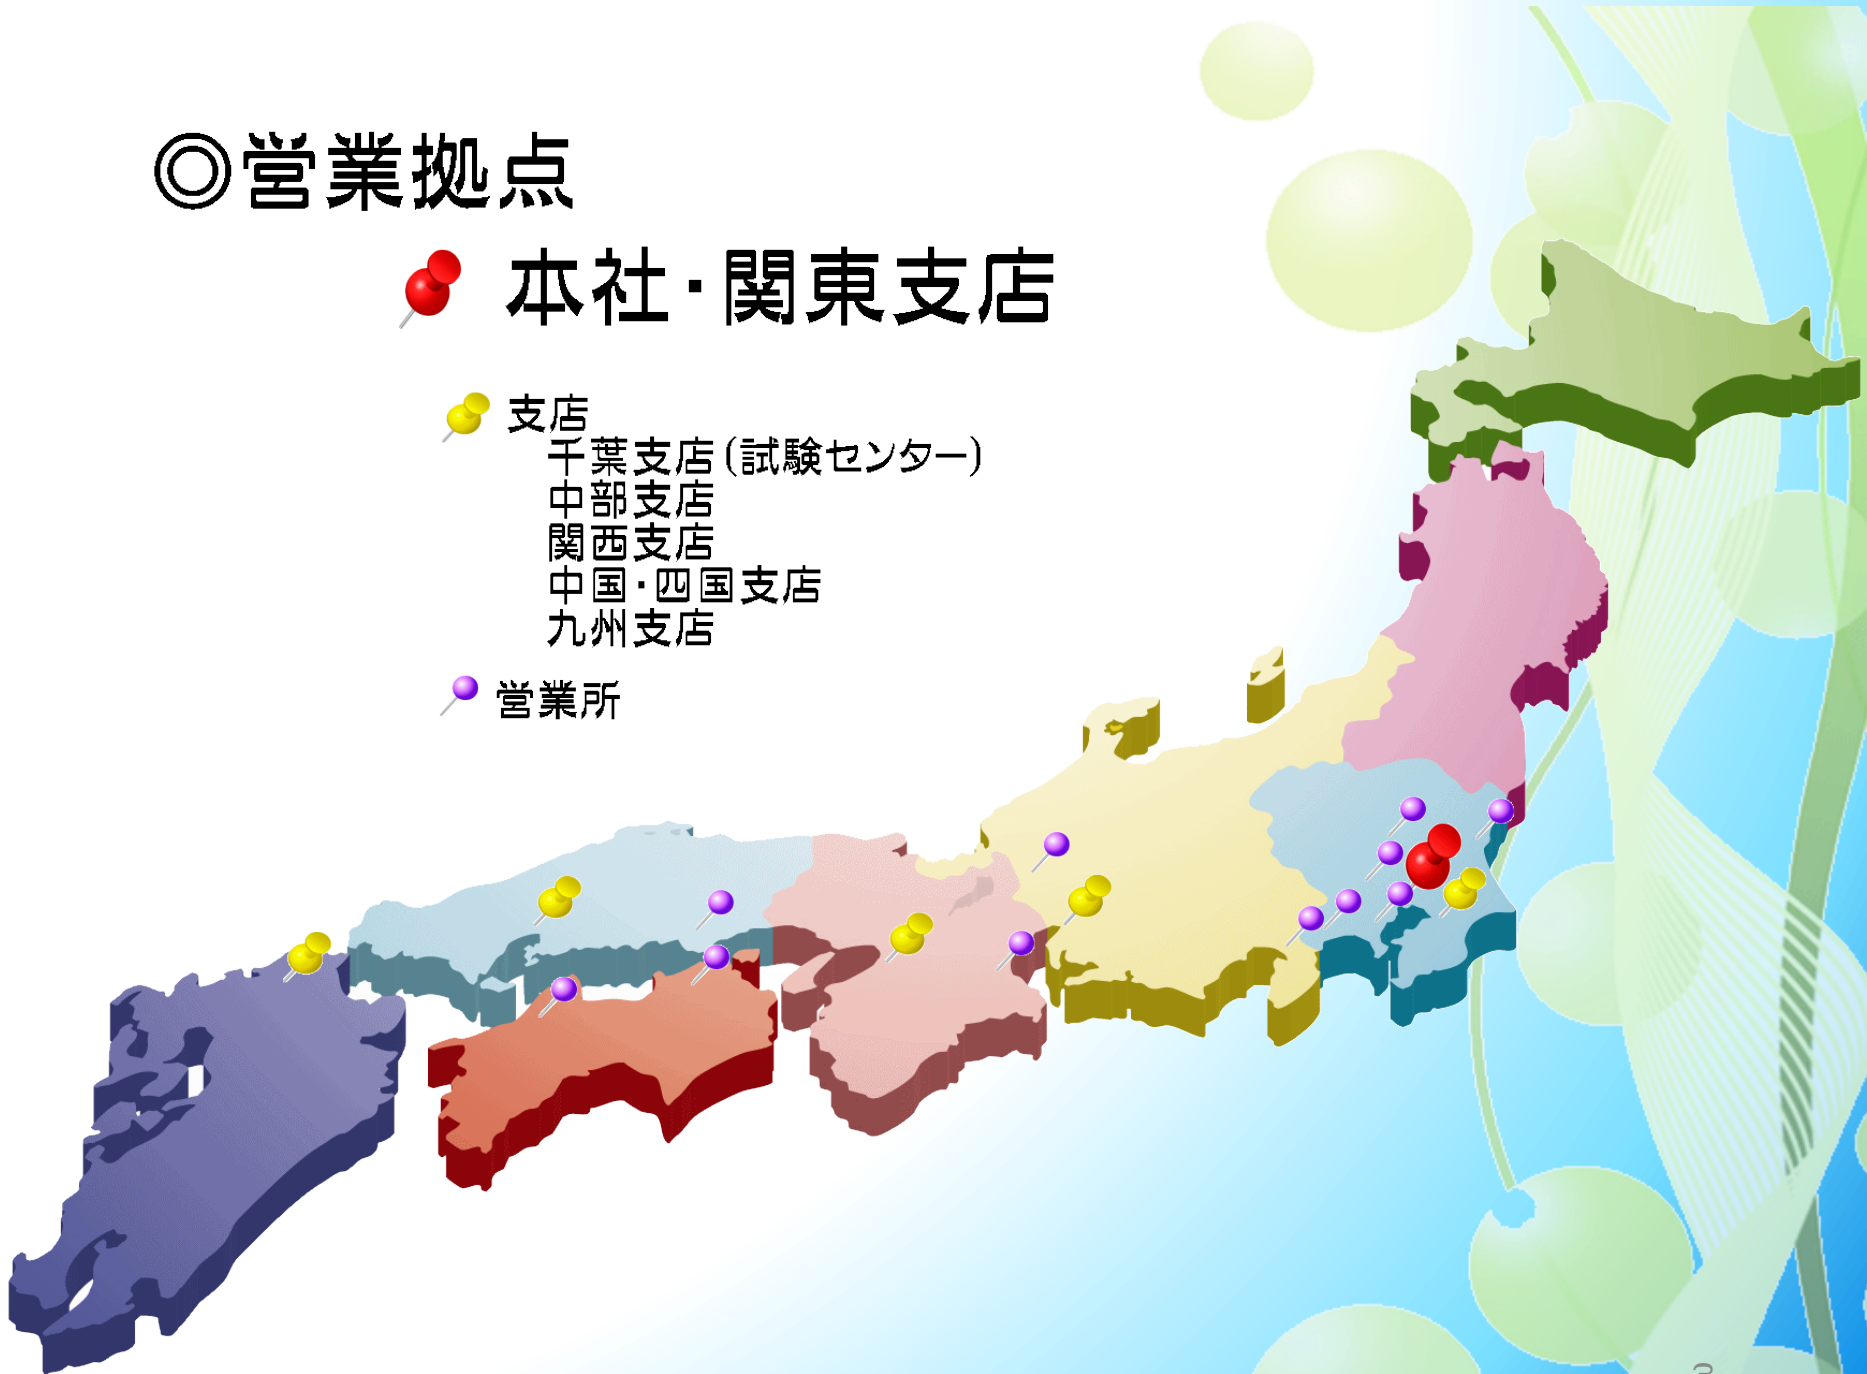 ◎営業拠点
本社・関東支店
支店
千葉支店(試験センター)
中部支店
関西支店
中国・四国支店
九州支店
営業所